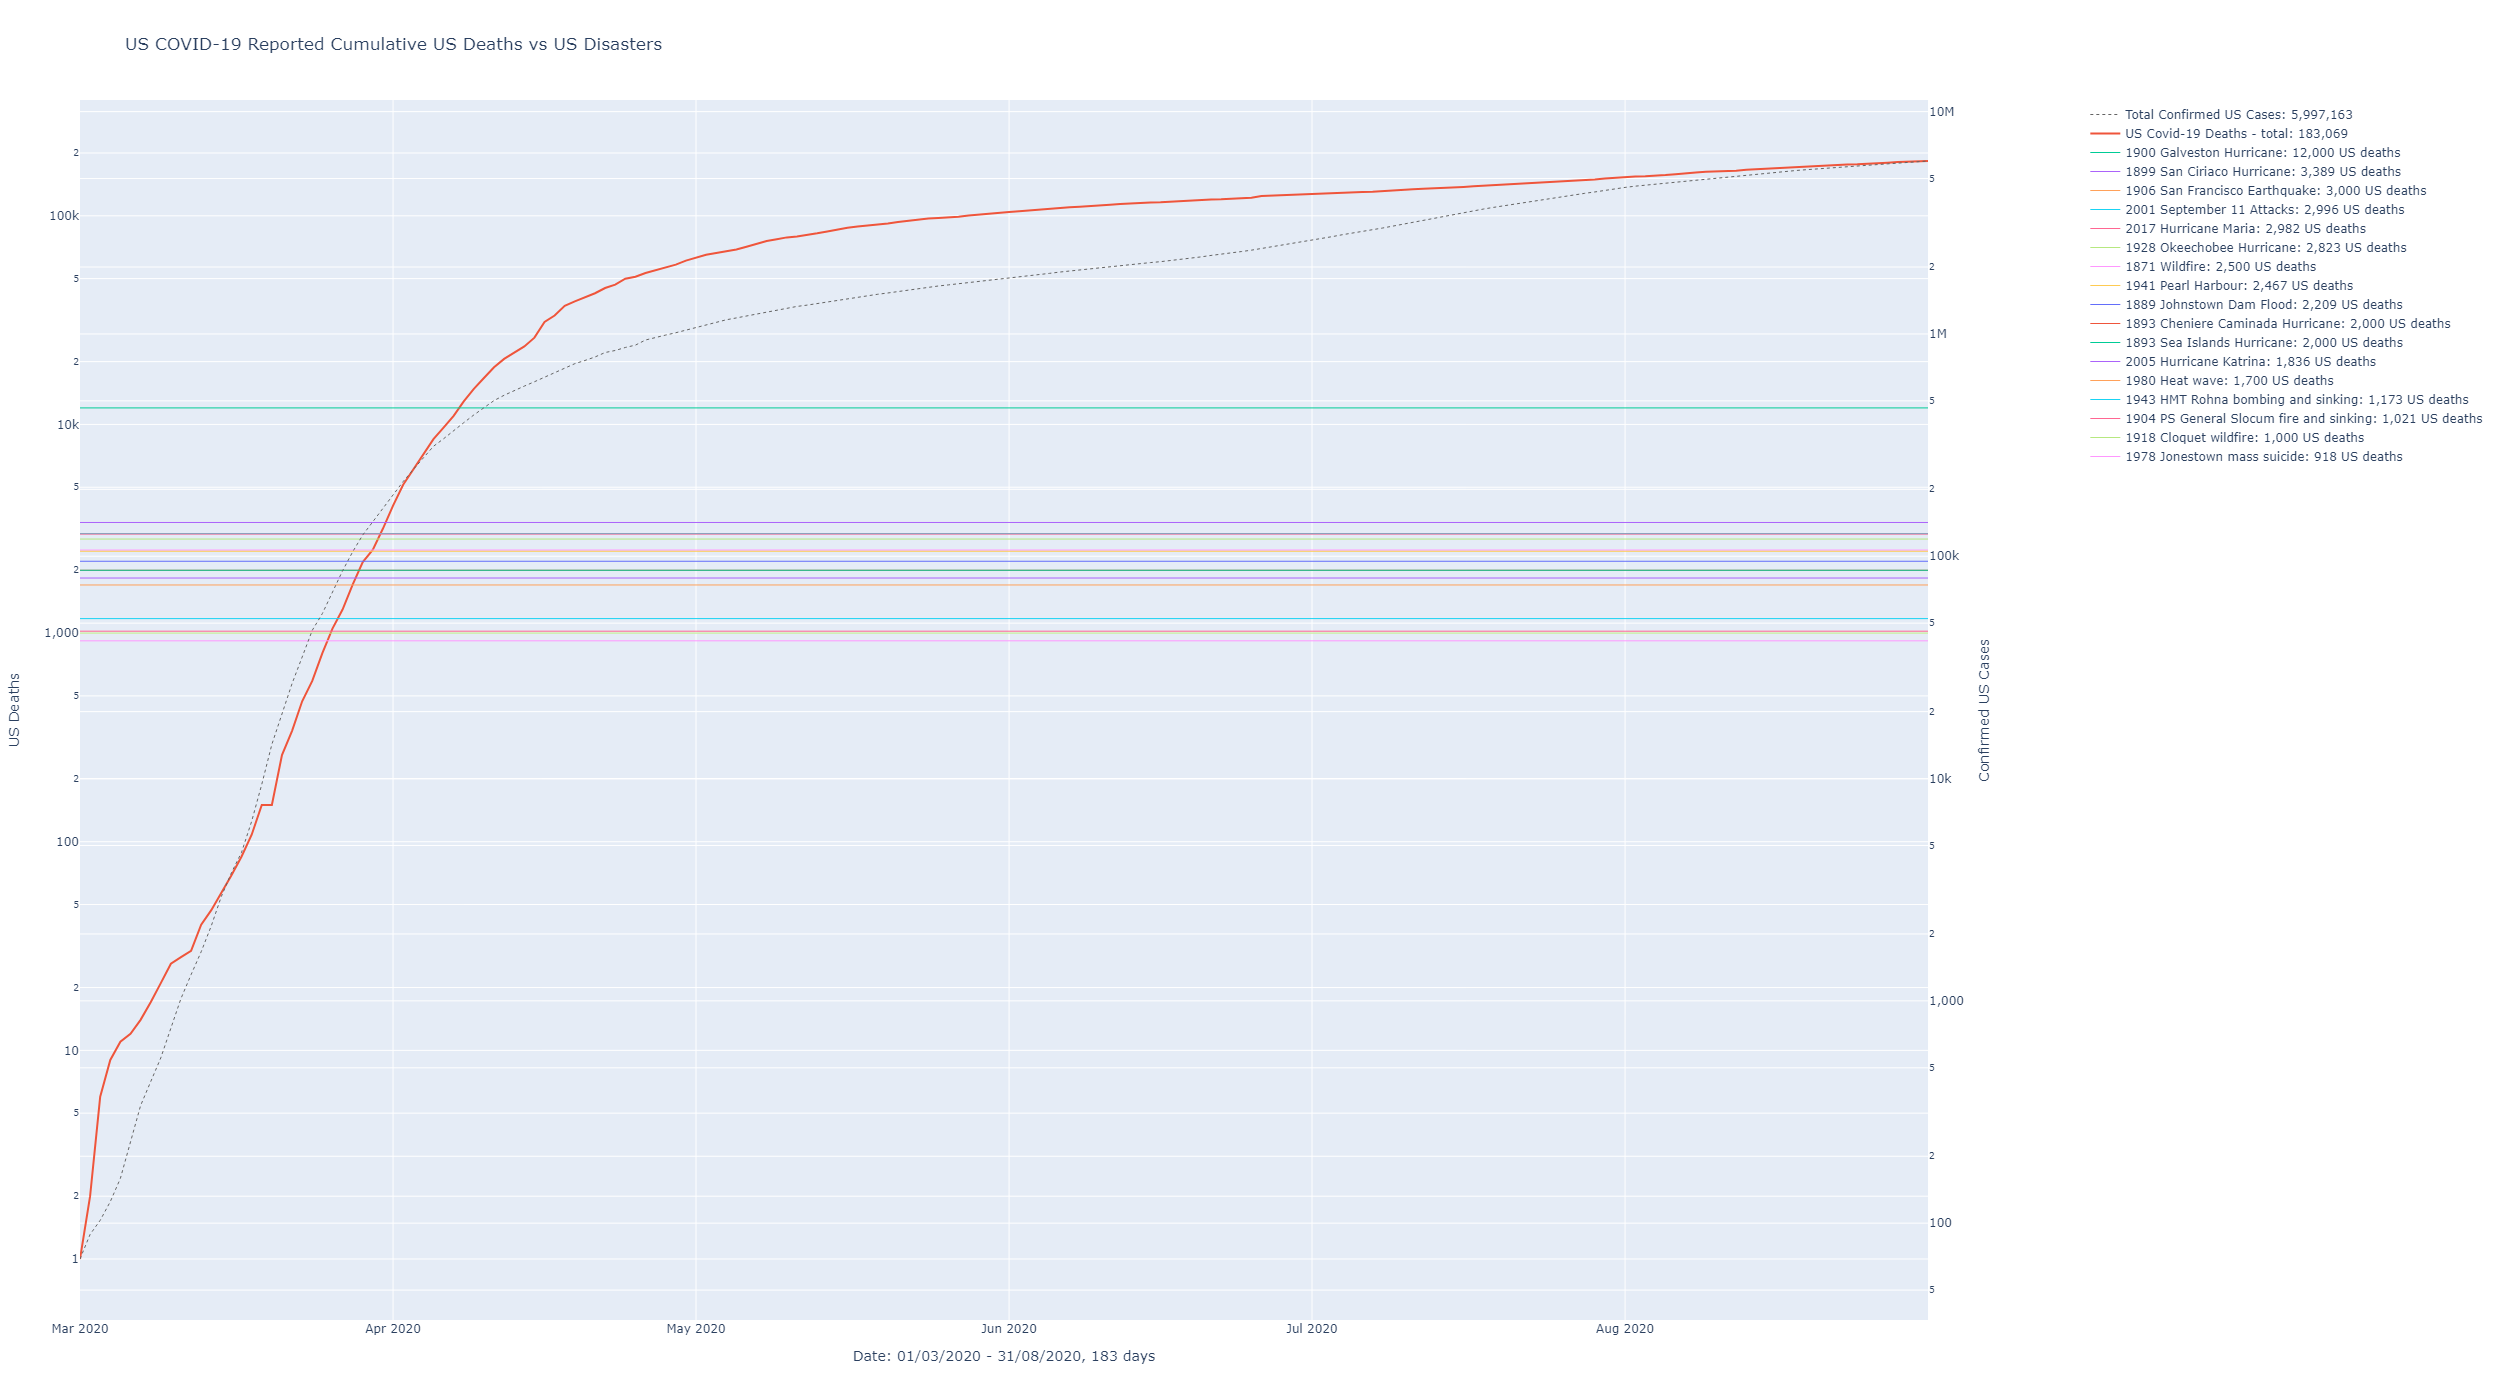 US COVID-19 Reported Cumulative US Deaths vs US Disasters
2
100k
5
2
10k
5
2
1,000
5
2
100
5
2
10
5
2
1
US Deaths
10M
5
2
1M
5
2
100k
5
2
10k
5
2
1,000
5
2
100
5
Confirmed US Cases
Mar 2020
Apr 2020
May 2020
Jun 2020
Jul 2020
Aug 2020
Date: 01/03/2020 - 31/08/2020, 183 days
Total Confirmed US Cases: 5,997,163
US Covid-19 Deaths - total: 183,069
1900 Galveston Hurricane: 12,000 US deaths
1899 San Ciriaco Hurricane: 3,389 US deaths
1906 San Francisco Earthquake: 3,000 US deaths
2001 September 11 Attacks: 2,996 US deaths
2017 Hurricane Maria: 2,982 US deaths
1928 Okeechobee Hurricane: 2,823 US deaths
1871 Wildfire: 2,500 US deaths
1941 Pearl Harbour: 2,467 US deaths
1889 Johnstown Dam Flood: 2,209 US deaths
1893 Cheniere Caminada Hurricane: 2,000 US deaths
1893 Sea Islands Hurricane: 2,000 US deaths
2005 Hurricane Katrina: 1,836 US deaths
1980 Heat wave: 1,700 US deaths
1943 HMT Rohna bombing and sinking: 1,173 US deaths
1904 PS General Slocum fire and sinking: 1,021 US deaths
1918 Cloquet wildfire: 1,000 US deaths
1978 Jonestown mass suicide: 918 US deaths